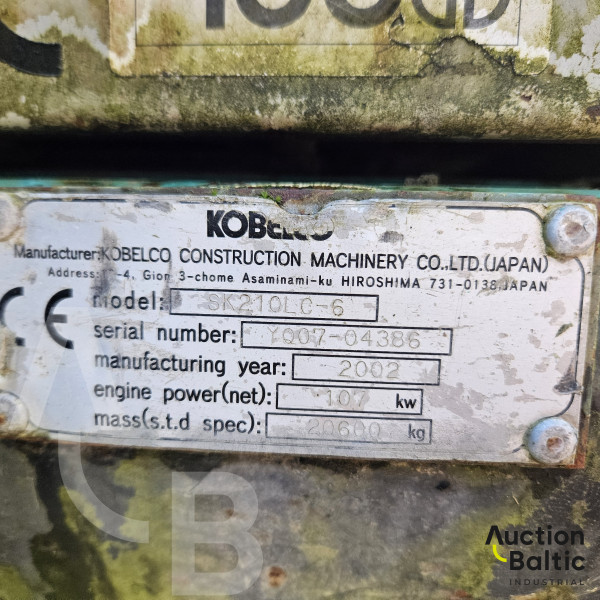 KOBELCO
Manufacturer:KOBELCO CONSTRUCTION MACHINERY CO.,LTD.(JAPAN)
Gion 3-chome Asaminami-ku HIROSHIMA 731-0138,JAPAN
CE
model: SK210LC-6
serial number: YQ07-04386
manufacturing year: 2002
engine power(net): 107 kw
mass(s.t.d spec): 20600 kg
AB
Auction
Baltic
INDUSTRIAL